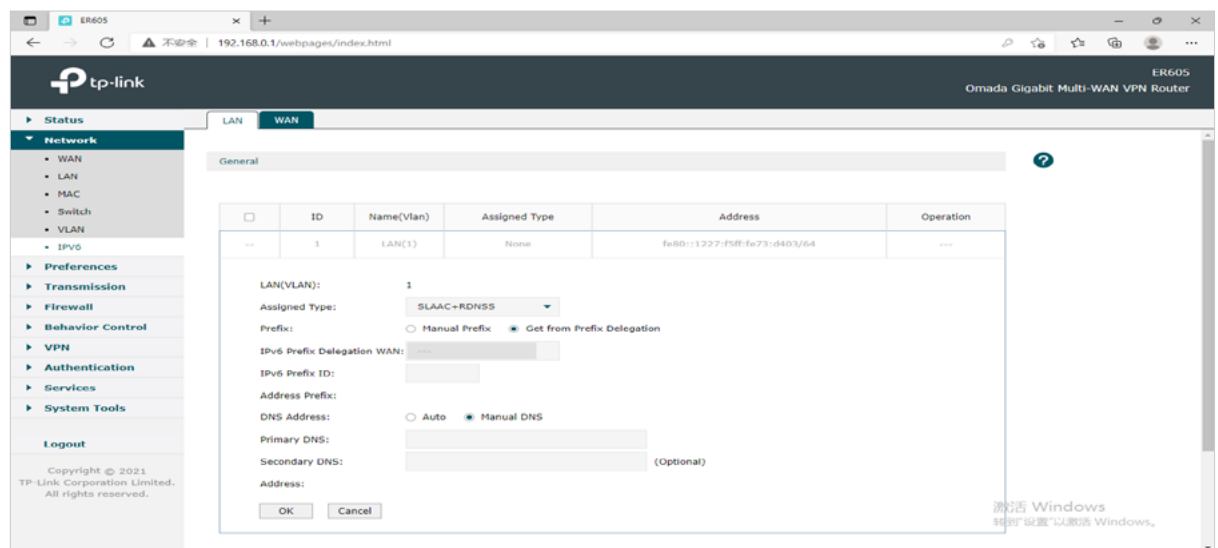 ER605
不安全 | 192.168.0.1/webpages/index.html
tp-link
ER605
Omada Gigabit Multi-WAN VPN Router
Status
Network
WAN
LAN
MAC
Switch
VLAN
IPV6
Preferences
Transmission
Firewall
Behavior Control
VPN
Authentication
Services
System Tools
Logout
Copyright © 2021
TP-Link Corporation Limited.
All rights reserved.
LAN WAN
General
?
ID Name(Vlan) Assigned Type Address Operation
-- 1 LAN(1) None fe80::1227:f5ff:fe73:d403/64 ---
LAN(VLAN): 1
Assigned Type: SLAAC+RDNSS
Prefix: Manual Prefix Get from Prefix Delegation
IPv6 Prefix Delegation WAN: ---
IPv6 Prefix ID:
Address Prefix:
DNS Address: Auto Manual DNS
Primary DNS:
Secondary DNS: (Optional)
Address:
OK Cancel
激活 Windows
转到"设置"以激活 Windows。